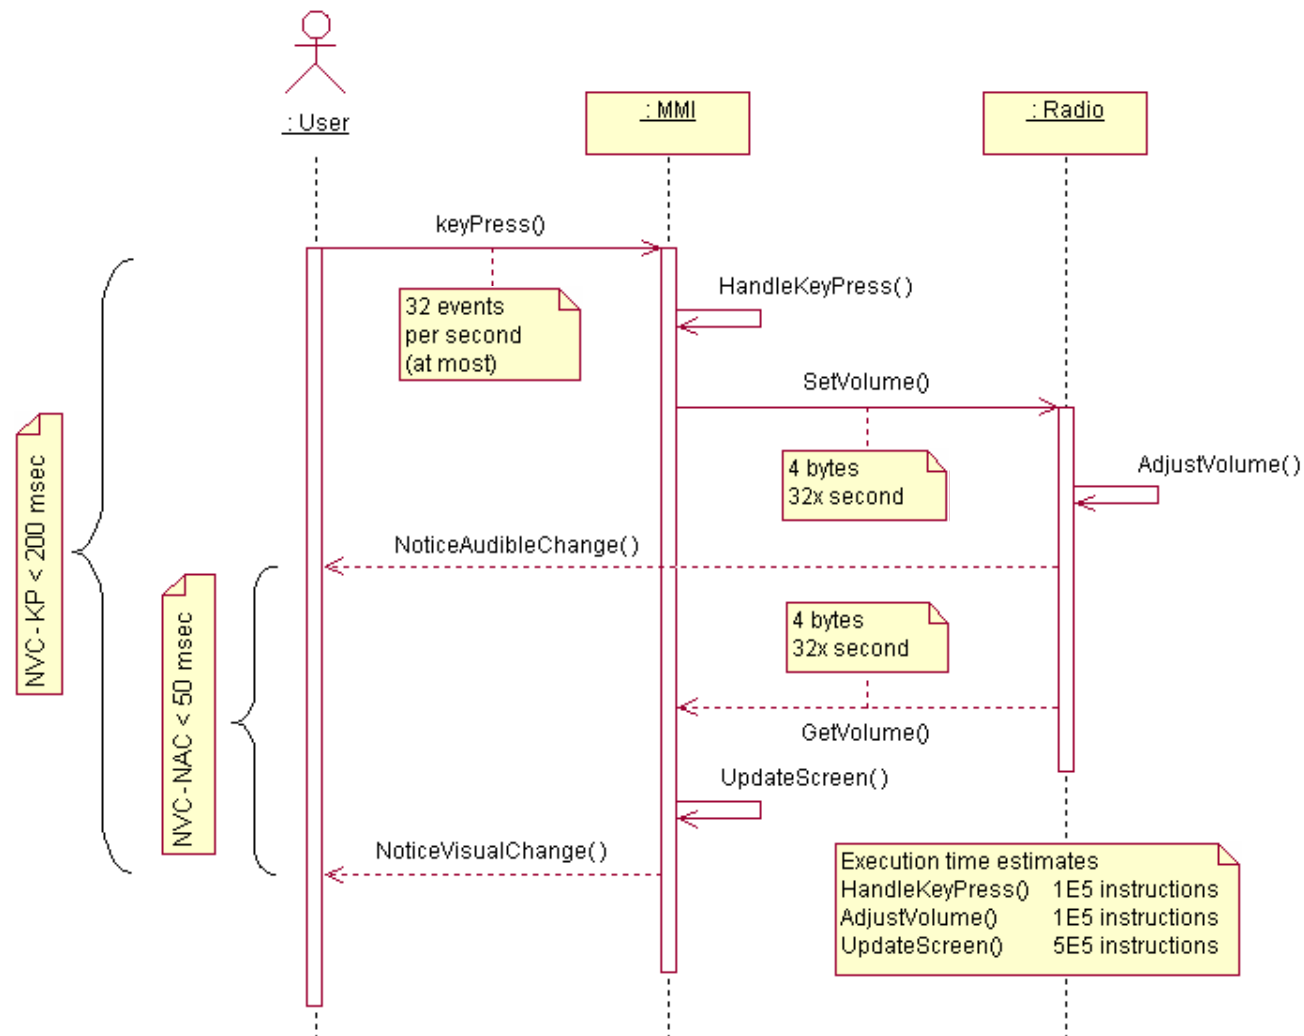 : User
: MMI
: Radio
keyPress()
32 events
per second
(at most)
HandleKeyPress()
SetVolume()
4 bytes
32x second
AdjustVolume()
NoticeAudibleChange()
4 bytes
32x second
GetVolume()
UpdateScreen()
NoticeVisualChange()
NVC-KP < 200 msec
NVC-NAC < 50 msec
Execution time estimates
HandleKeyPress() 1E5 instructions
AdjustVolume() 1E5 instructions
UpdateScreen() 5E5 instructions